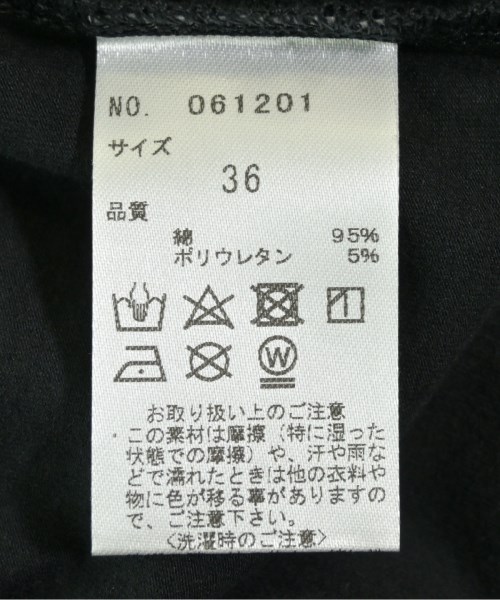 NO. 061201
サイズ
36
品質
綿 95%
ポリウレタン 5%
W
お取り扱い上のご注意
この素材は摩擦（特に湿った
状態での摩擦）や、汗や雨な
どで濡れたときは他の衣料や
物に色が移る事がありますの
で、ご注意下さい。
〈洗濯時のご注意〉